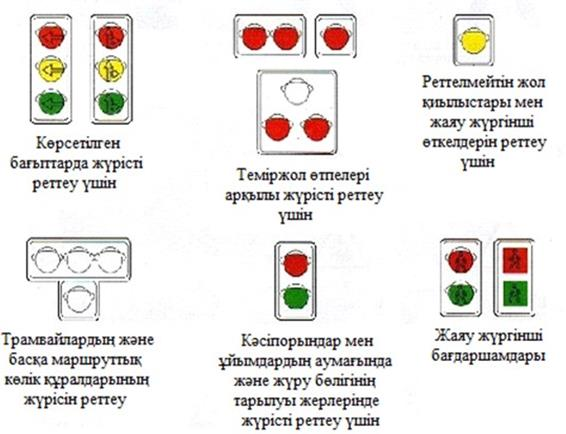 Көрсетілген
бағыттарда жүрісті
реттеу үшін
Теміржол өтпелері
арқылы жүрісті реттеу
үшін
Реттелмейтін жол
қиылыстары мен
жаяу жүргінші
өткелдерін реттеу
үшін
Трамвайлардың және
басқа маршруттық
көлік құралдарының
жүрісін реттеу
Кәсіпорындар мен
ұйымдардың аумағында
және жүру бөлігінің
тарылуы жерлерінде
жүрісті реттеу үшін
Жаяу жүргінші
бағдаршамдары